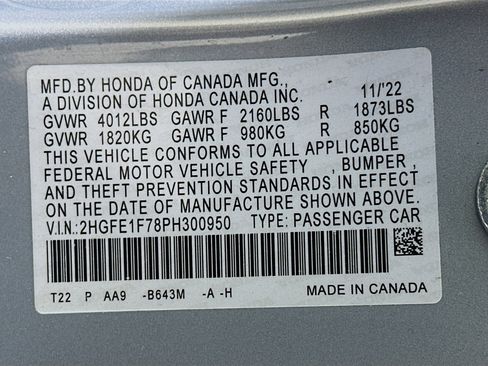 MFD.BY HONDA OF CANADA MFG.,
A DIVISION OF HONDA CANADA INC. 11/'22
GVWR 4012LBS GAWR F 2160LBS R 1873LBS
GVWR 1820KG GAWR F 980KG R 850KG
THIS VEHICLE CONFORMS TO ALL APPLICABLE
FEDERAL MOTOR VEHICLE SAFETY , BUMPER ,
AND THEFT PREVENTION STANDARDS IN EFFECT
ON THE DATE OF MANUFACTURE SHOWN ABOVE.
V.I.N.: 2HGFE1F78PH300950 TYPE: PASSENGER CAR
T22 P AA9 -B643M -A -H MADE IN CANADA